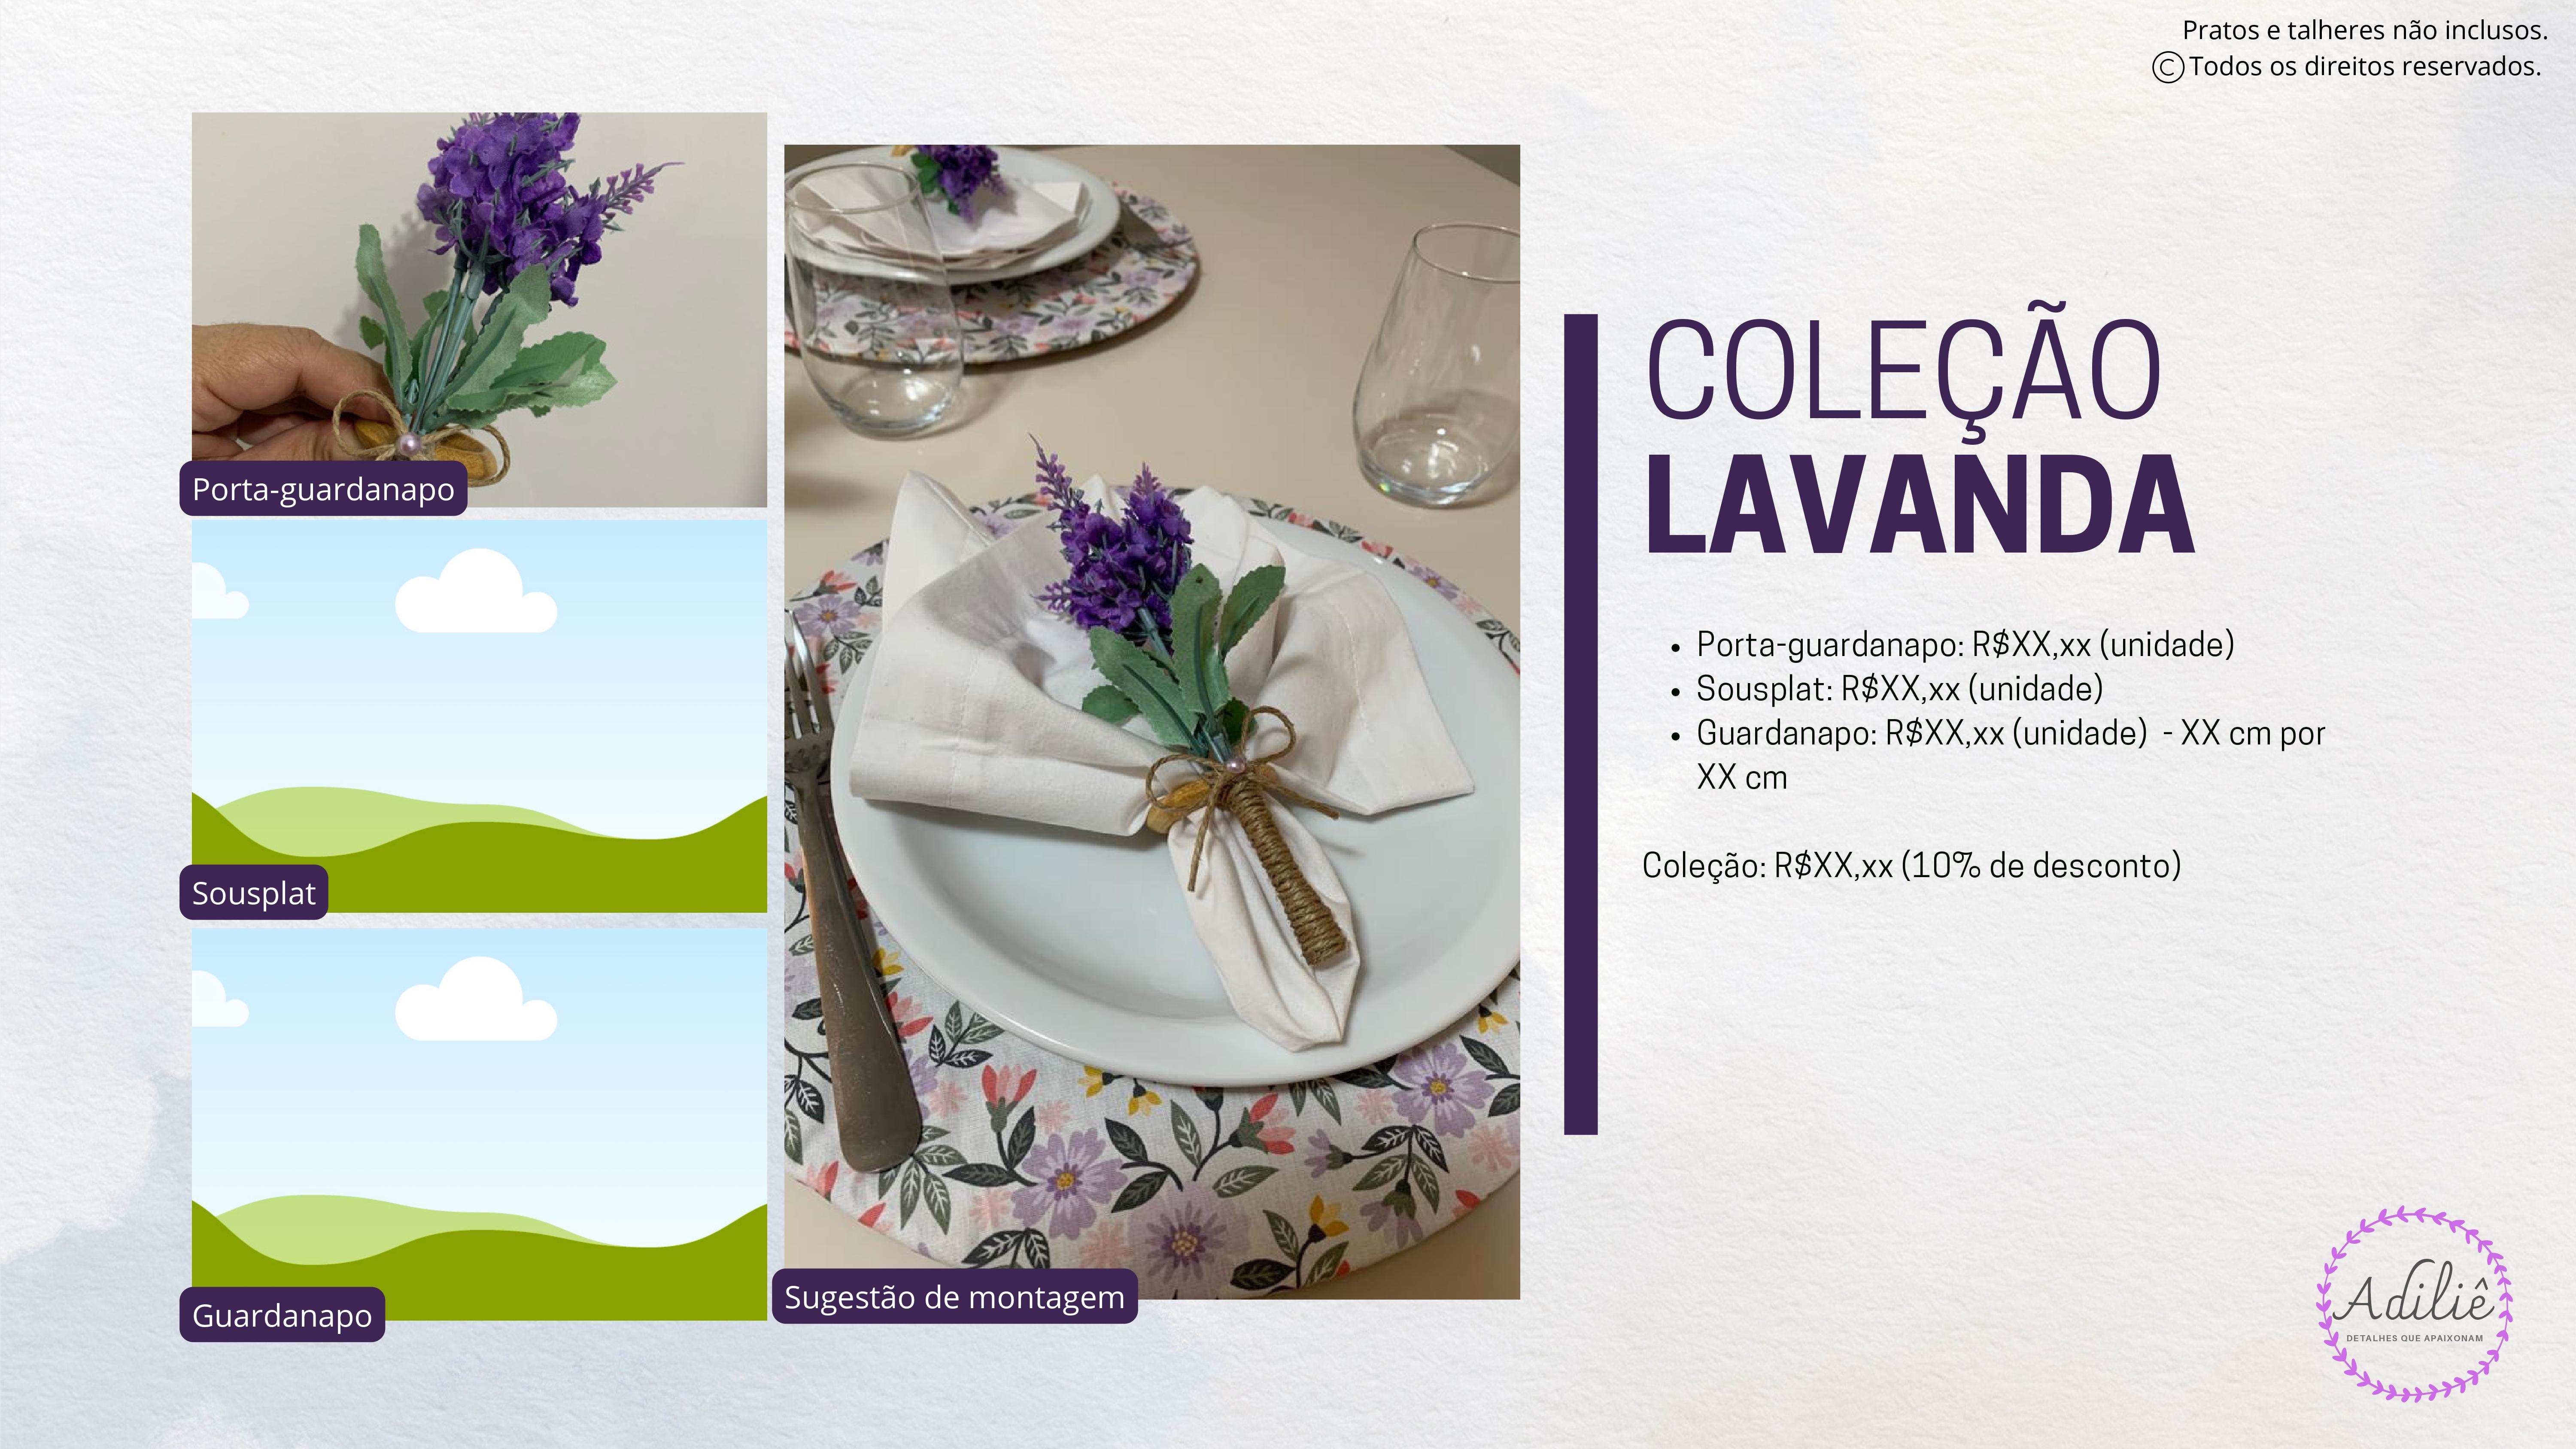 Pratos e talheres não inclusos.
©Todos os direitos reservados.
Porta-guardanapo
Sousplat
Guardanapo
Sugestão de montagem
COLEÇÃO
LAVANDA
• Porta-guardanapo: R$XX,xx (unidade)
• Sousplat: R$XX,xx (unidade)
• Guardanapo: R$XX,xx (unidade) - XX cm por
XX cm
Coleção: R$XX,xx (10% de desconto)
Adiliê
DETALHES QUE APAIXONAM